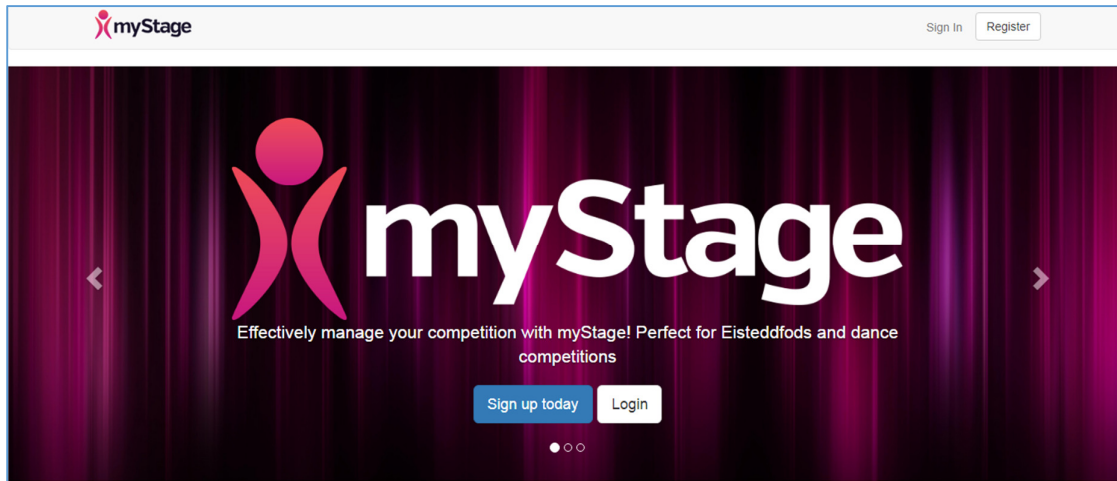 myStage
Sign In
Register
myStage
Effectively manage your competition with myStage! Perfect for Eisteddfods and dance
competitions
Sign up today
Login